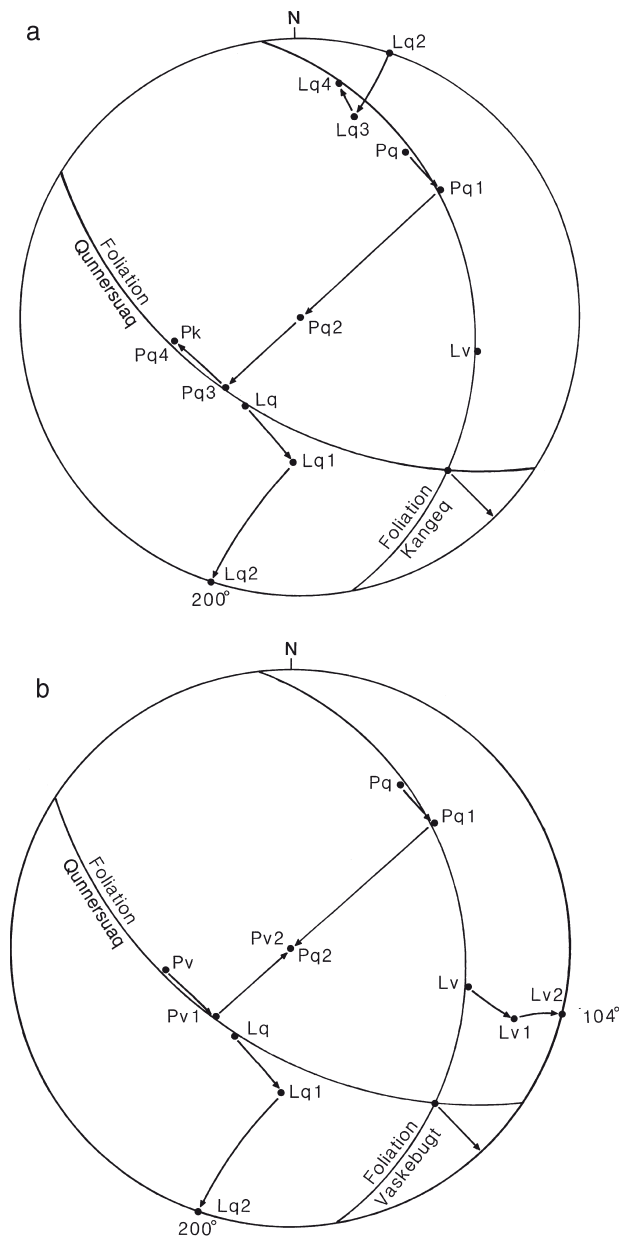 a
N
Lq2
Lq4
Lq3
Pq
Pq1
Foliation
Qunnersuaq
Pq2
Pk
Pq4
Lv
Pq3
Lq
Lq1
Foliation
Kangeq
Lq2
200°
b
N
Pq
Pq1
Foliation
Qunnersuaq
Pv2
Pq2
Pv
Lv
Lv2
104°
Pv1
Lq
Lv1
Lq1
Foliation
Vaskebugt
Lq2
200°